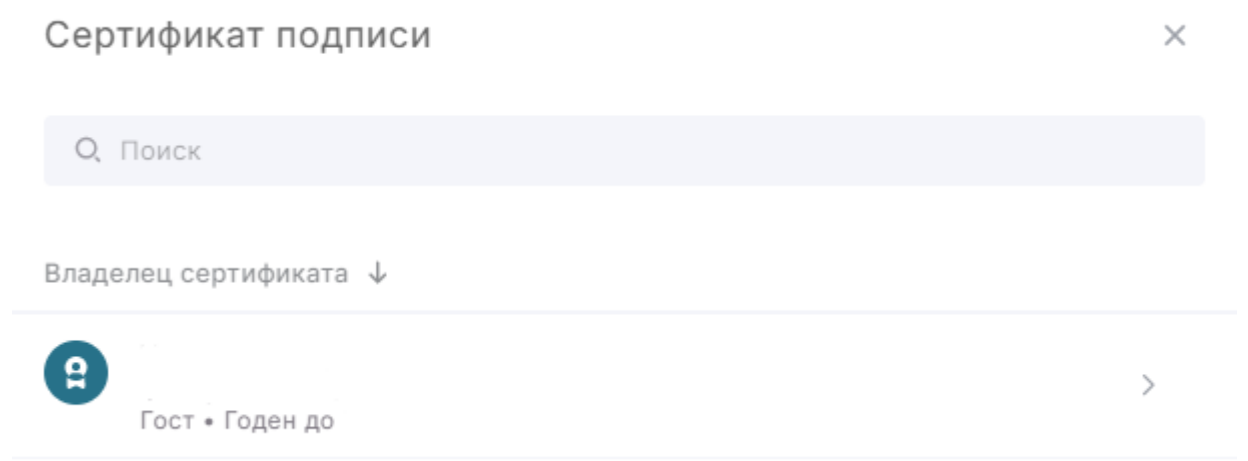 Сертификат подписи
Поиск
Владелец сертификата
Гост • Годен до